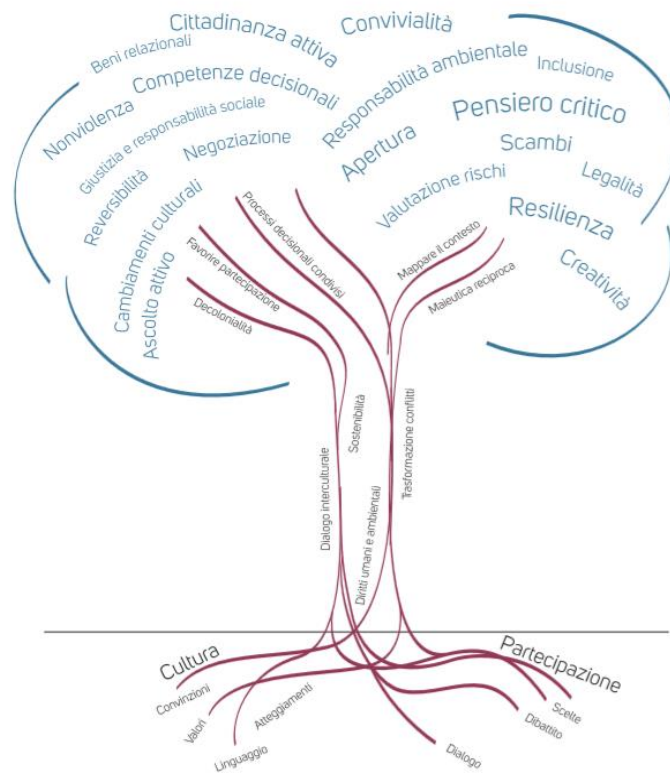 Cittadinanza attiva
Convivialità
Beni relazionali
Competenze decisionali
Responsabilità ambientale
Inclusione
Nonviolenza
Giustizia e responsabilità sociale
Pensiero critico
Negoziazione
Apertura
Scambi
Reversibilità
Valutazione rischi
Legalità
Cambiamenti culturali
Resilienza
Ascolto attivo
Creatività
Processi decisionali condivisi
Favorire partecipazione
Decolonialità
Mappare il contesto
Maieutica reciproca
Sostenibilità
Dialogo interculturale
Trasformazione conflitti
Diritti umani e ambientali
Cultura
Partecipazione
Convinzioni
Valori
Atteggiamenti
Linguaggio
Scelte
Dibattito
Dialogo